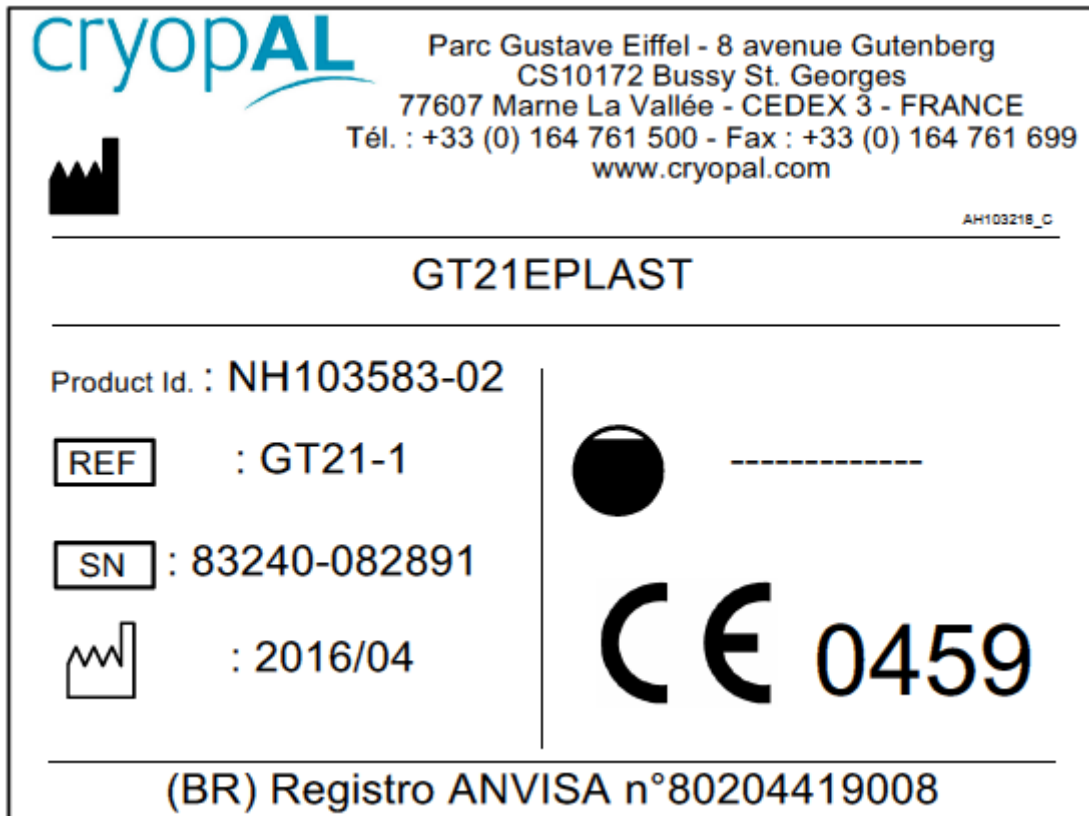 cryopAL
Parc Gustave Eiffel - 8 avenue Gutenberg
CS10172 Bussy St. Georges
77607 Marne La Vallée - CEDEX 3 - FRANCE
Tél. : +33 (0) 164 761 500 - Fax : +33 (0) 164 761 699
www.cryopal.com
AH103218_C
GT21EPLAST
Product Id. : NH103583-02
REF : GT21-1
-------------
SN : 83240-082891
: 2016/04
CE 0459
(BR) Registro ANVISA n°80204419008